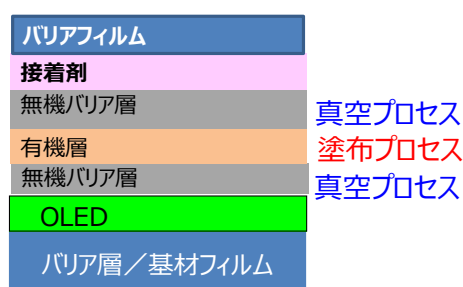 バリアフィルム
接着剤
無機バリア層
真空プロセス
有機層
塗布プロセス
無機バリア層
真空プロセス
OLED
バリア層／基材フィルム